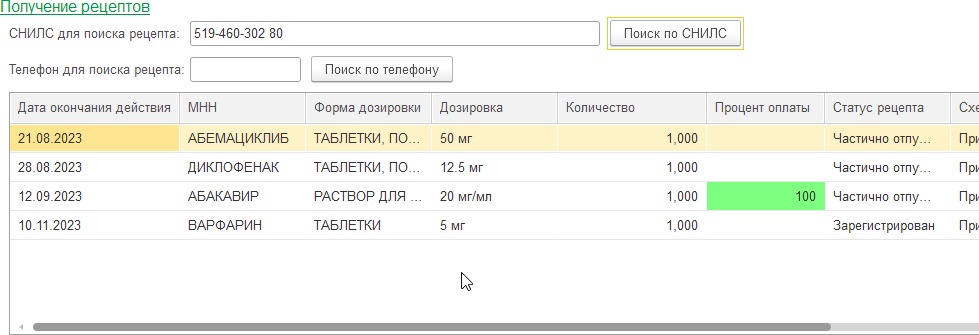 Получение рецептов
СНИЛС для поиска рецепта: 519-460-302 80 Поиск по СНИЛС
Телефон для поиска рецепта: Поиск по телефону
Дата окончания действия МНН Форма дозировки Дозировка Количество Процент оплаты Статус рецепта Схе
21.08.2023 АБЕМАЦИКЛИБ ТАБЛЕТКИ, ПО... 50 мг 1,000 Частично отпу... При
28.08.2023 ДИКЛОФЕНАК ТАБЛЕТКИ, ПО... 12.5 мг 1,000 Частично отпу... При
12.09.2023 АБАКАВИР РАСТВОР ДЛЯ ... 20 мг/мл 1,000 100 Частично отпу... При
10.11.2023 ВАРФАРИН ТАБЛЕТКИ 5 мг 1,000 Зарегистрирован При